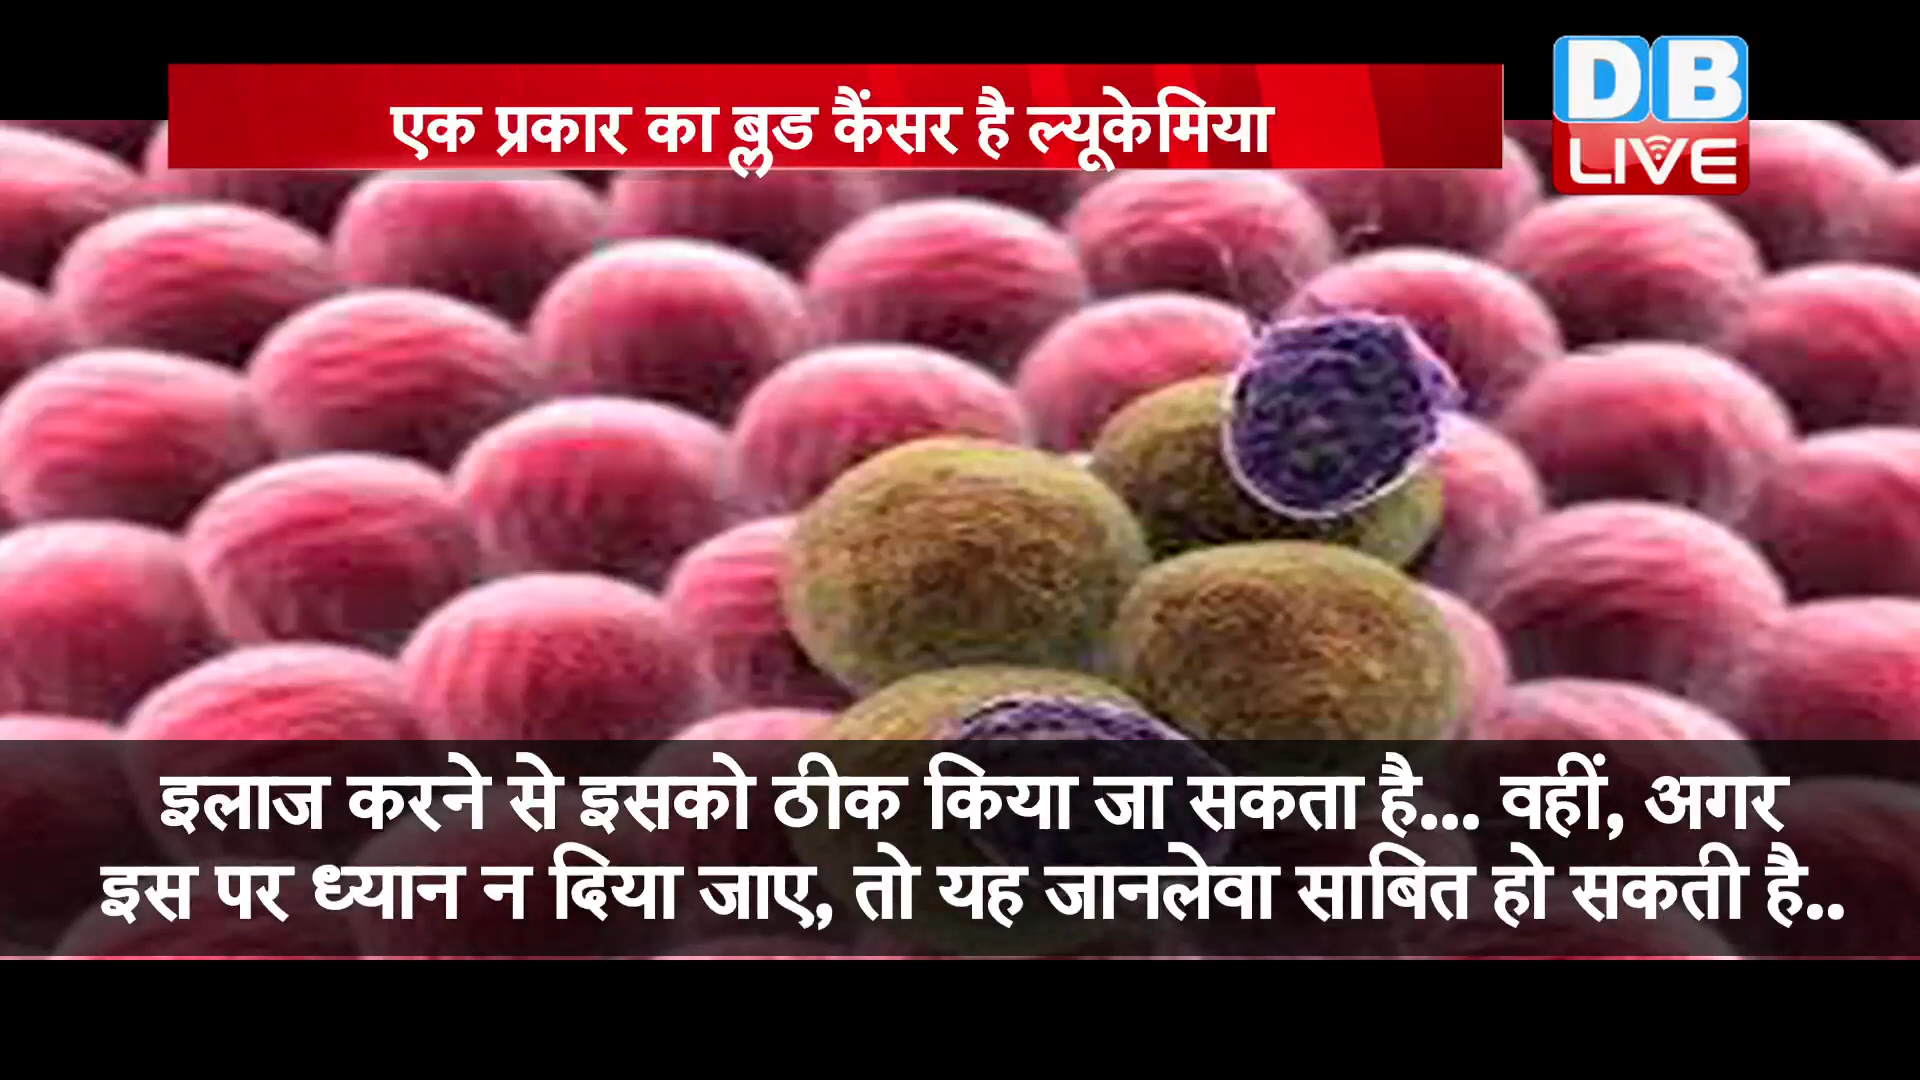 एक प्रकार का ब्लड कैंसर है ल्यूकेमिया
DB
LIVE
इलाज करने से इसको ठीक किया जा सकता है... वहीं, अगर
इस पर ध्यान न दिया जाए, तो यह जानलेवा साबित हो सकती है..